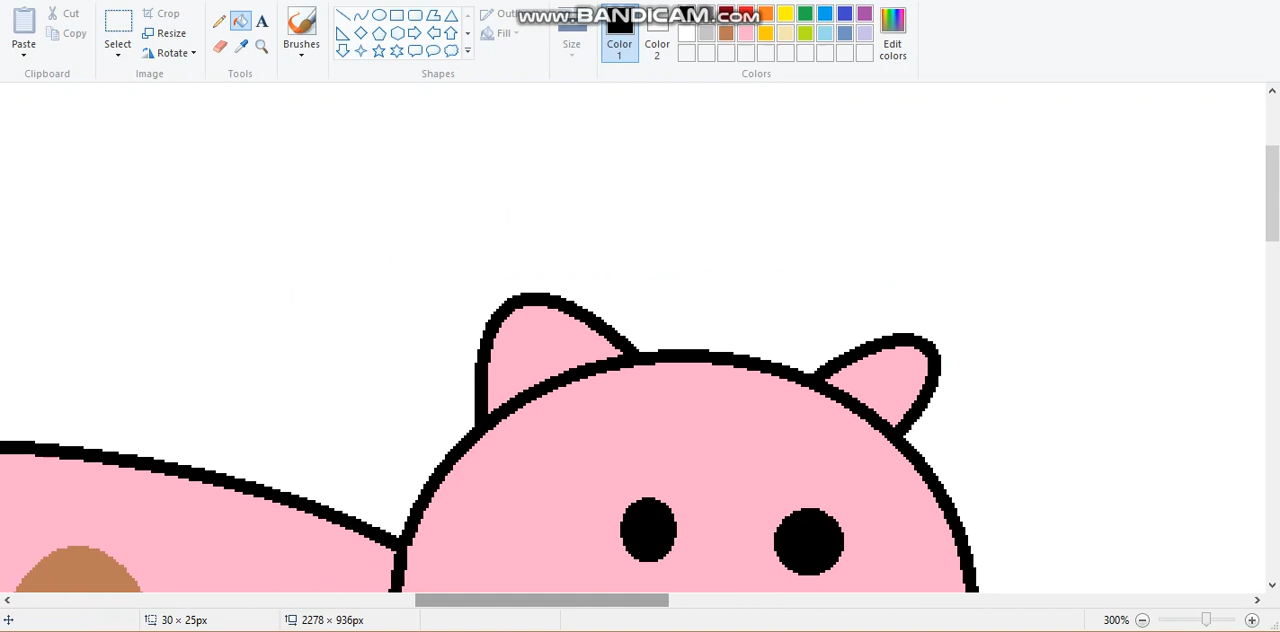 www.BANDICAM.com
Paste
Cut
Copy
Clipboard
Select
Crop
Resize
Rotate
Image
A
Tools
Brushes
Fill
Shapes
Size
Color
1
Color
2
Colors
Edit
colors
30 × 25px
2278 × 936px
300%